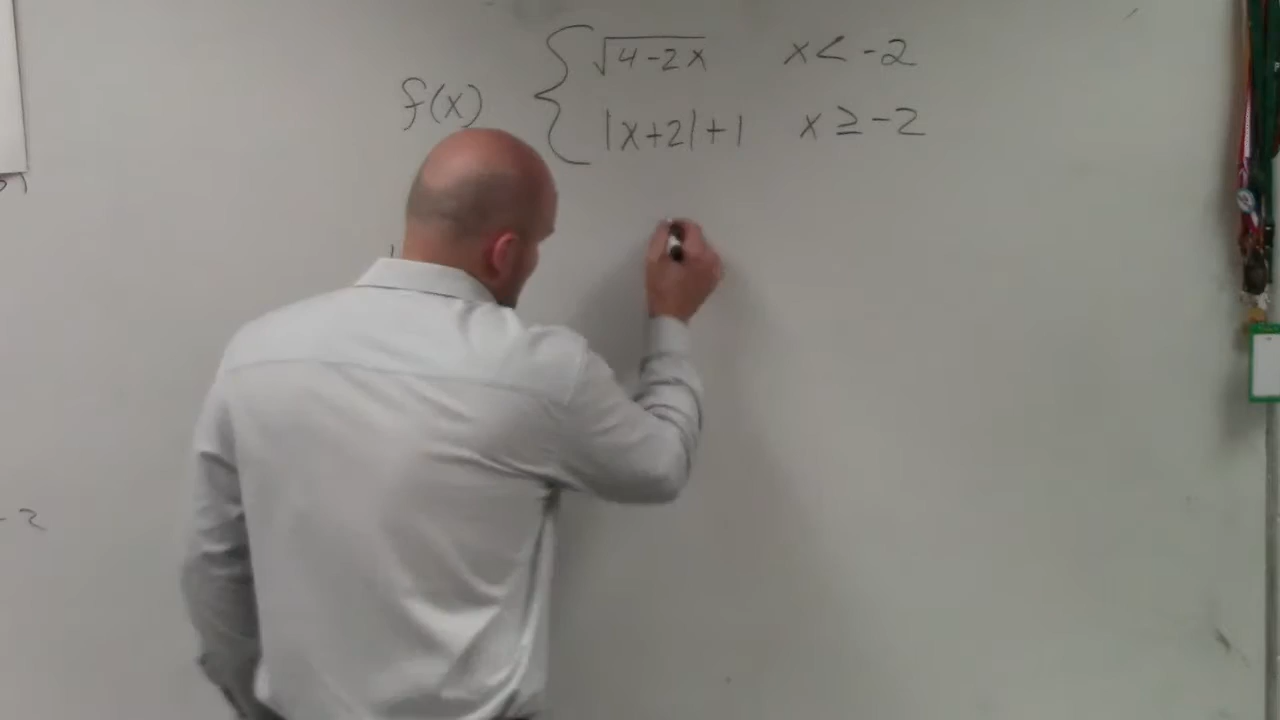 √4-2x x < -2
f(x) {
|x+2|+1 x ≥ -2
-2